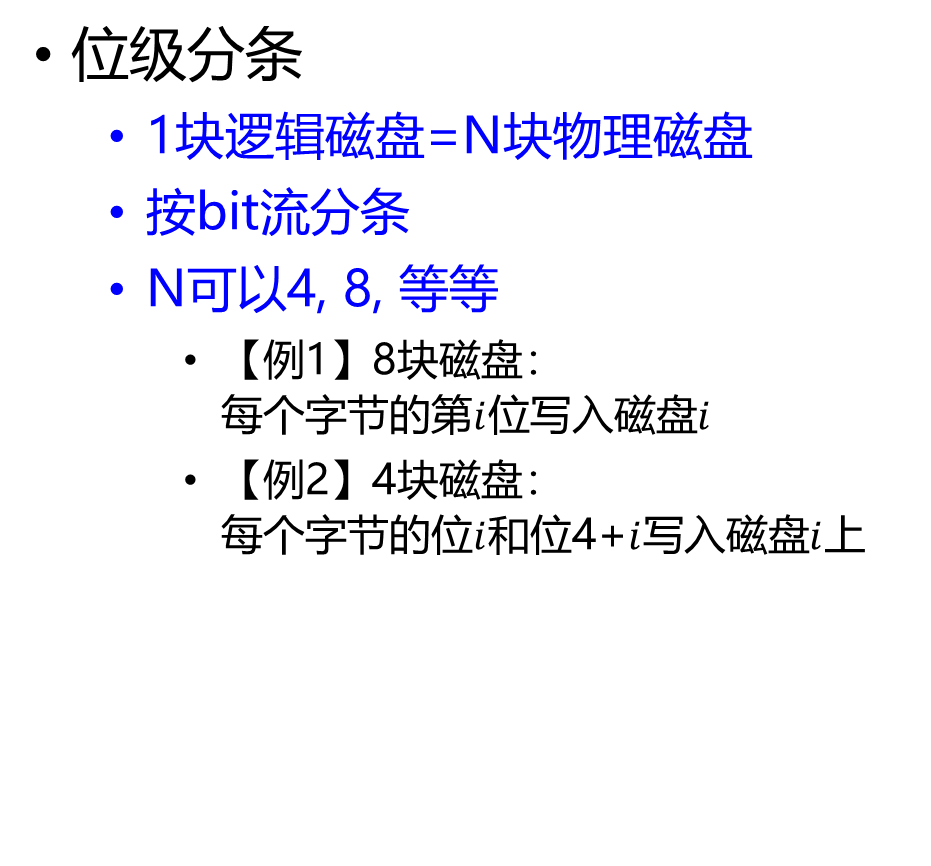 • 位级分条
• 1块逻辑磁盘=N块物理磁盘
• 按bit流分条
• N可以4, 8, 等等
• 【例1】8块磁盘：
每个字节的第i位写入磁盘i
• 【例2】4块磁盘：
每个字节的位i和位4+i写入磁盘i上